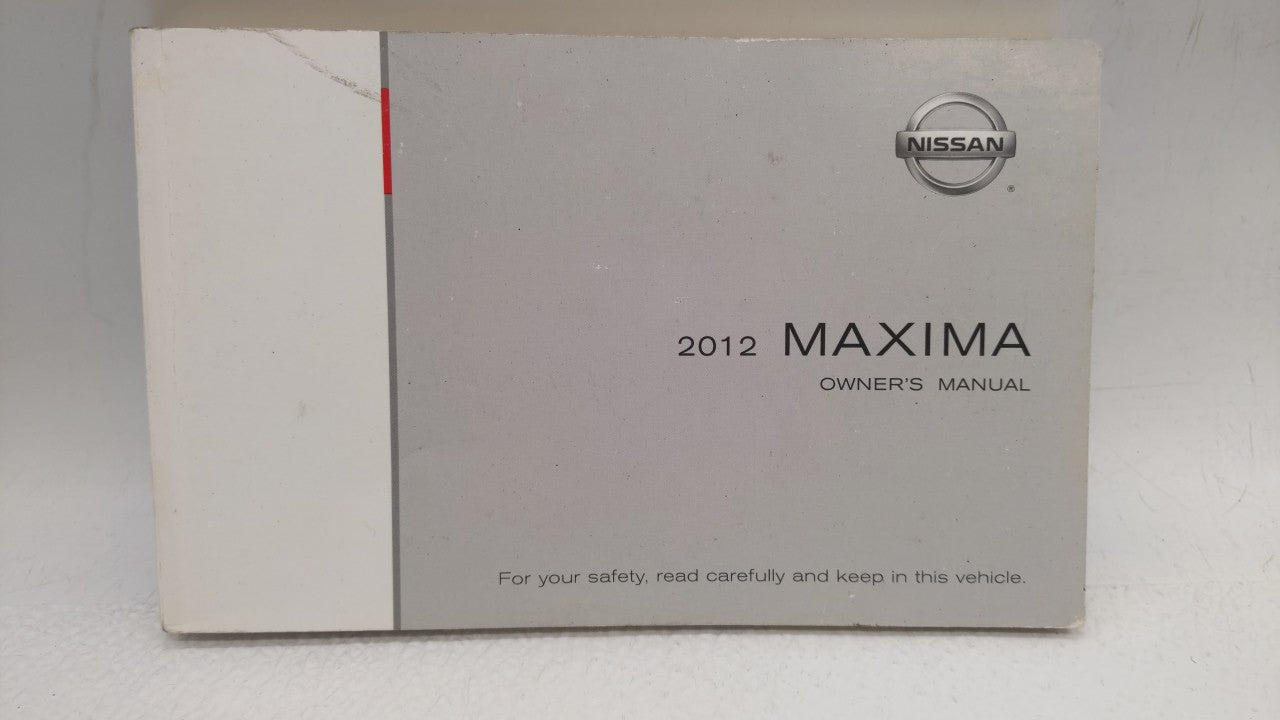 NISSAN
®
2012 MAXIMA
OWNER'S MANUAL
For your safety, read carefully and keep in this vehicle.